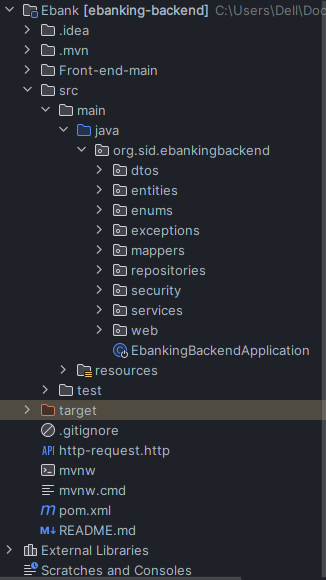 Ebank [ebanking-backend] C:\Users\Dell\Doc
.idea
.mvn
Front-end-main
src
main
java
org.sid.ebankingbackend
dtos
entities
enums
exceptions
mappers
repositories
security
services
web
EbankingBackendApplication
resources
test
target
.gitignore
API http-request.http
mvnw
mvnw.cmd
m pom.xml
M↓ README.md
External Libraries
Scratches and Consoles